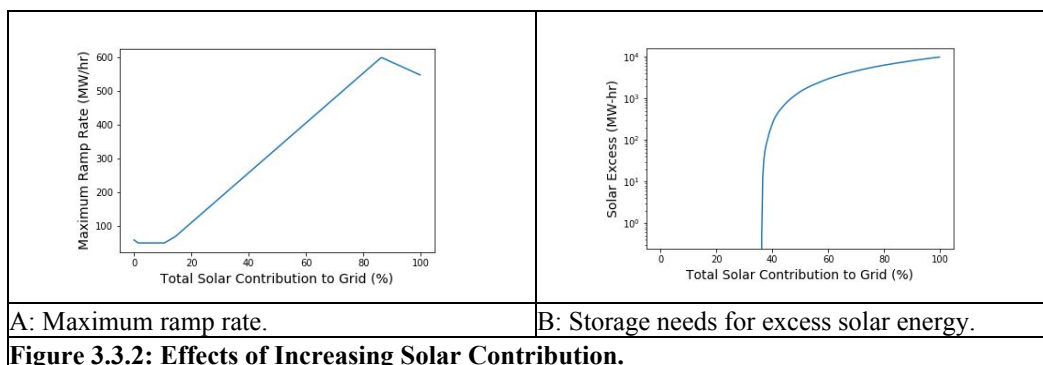 600
500
400
300
200
100
Maximum Ramp Rate (MW/hr)
0 20 40 60 80 100
Total Solar Contribution to Grid (%)
10⁴
10³
10²
10¹
10⁰
Solar Excess (MW-hr)
0 20 40 60 80 100
Total Solar Contribution to Grid (%)
A: Maximum ramp rate.
B: Storage needs for excess solar energy.
Figure 3.3.2: Effects of Increasing Solar Contribution.